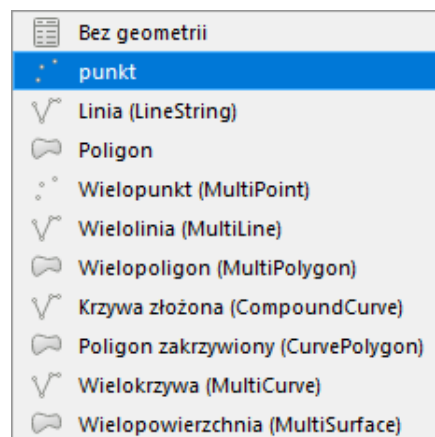 Bez geometrii
punkt
Linia (LineString)
Poligon
Wielopunkt (MultiPoint)
Wielolinia (MultiLine)
Wielopoligon (MultiPolygon)
Krzywa złożona (CompoundCurve)
Poligon zakrzywiony (CurvePolygon)
Wielokrzywa (MultiCurve)
Wielopowierzchnia (MultiSurface)